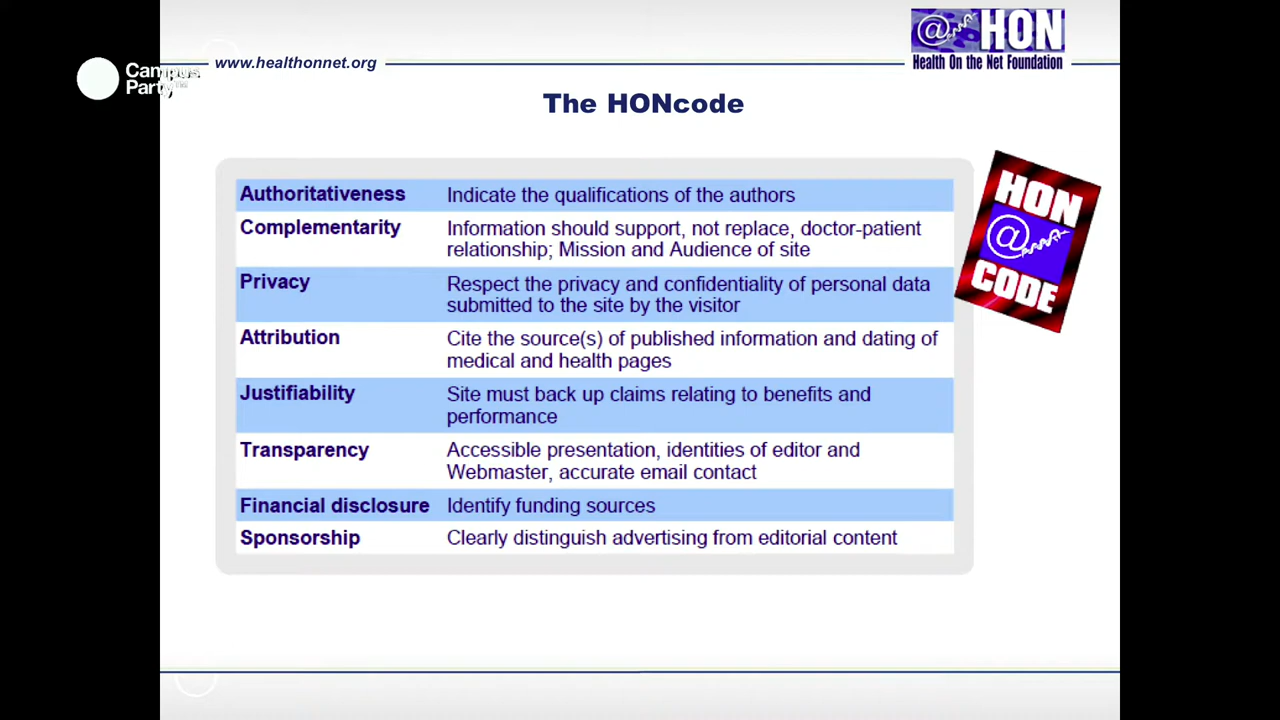 www.healthonnet.org
@ HON
Health On the Net Foundation
Campus
Party
The HONcode
Authoritativeness Indicate the qualifications of the authors
Complementarity Information should support, not replace, doctor-patient
relationship; Mission and Audience of site
Privacy Respect the privacy and confidentiality of personal data
submitted to the site by the visitor
Attribution Cite the source(s) of published information and dating of
medical and health pages
Justifiability Site must back up claims relating to benefits and
performance
Transparency Accessible presentation, identities of editor and
Webmaster, accurate email contact
Financial disclosure Identify funding sources
Sponsorship Clearly distinguish advertising from editorial content
HON
@
CODE